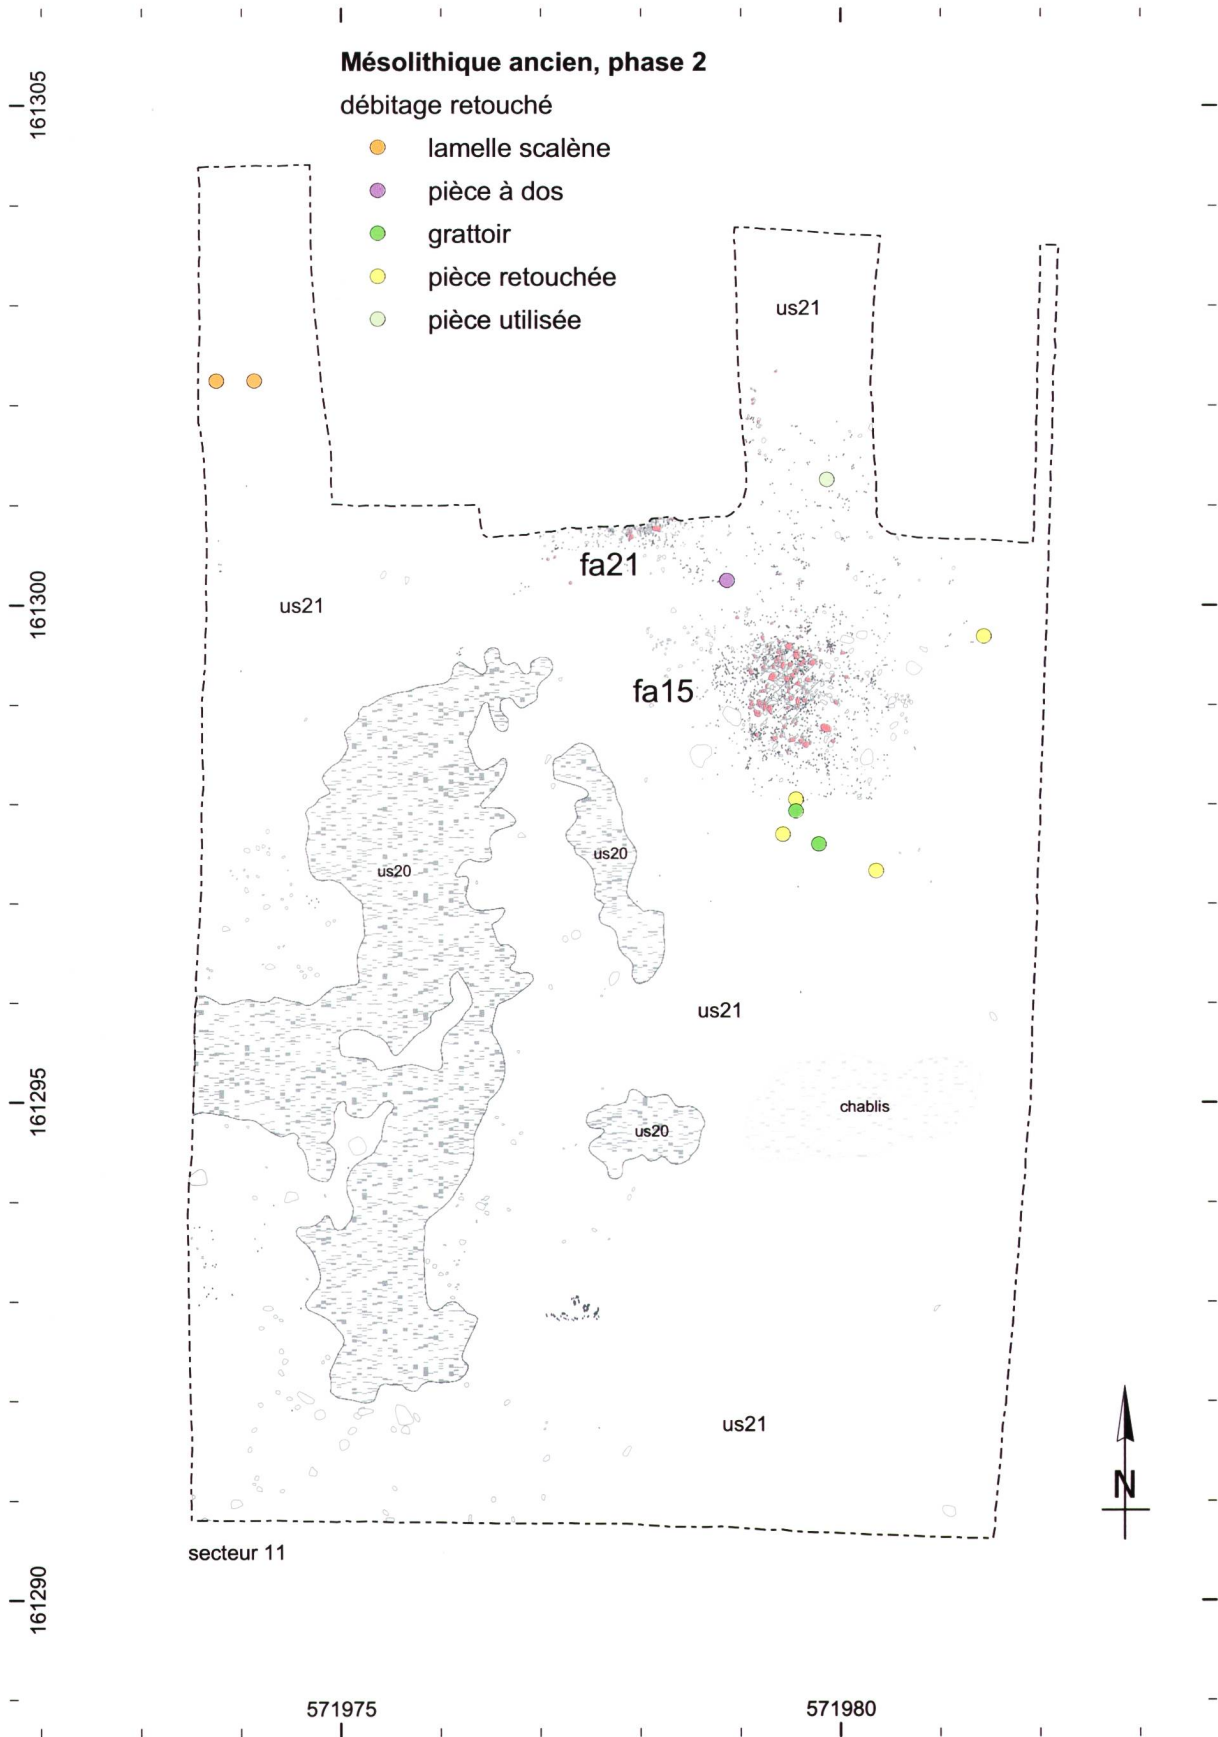 Mésolithique ancien, phase 2
débitage retouché
lamelle scalène
pièce à dos
grattoir
pièce retouchée
pièce utilisée
161305
us21
fa21
161300
us21
fa15
us20
us20
us21
161295
chablis
us20
us21
N
secteur 11
161290
571975
571980